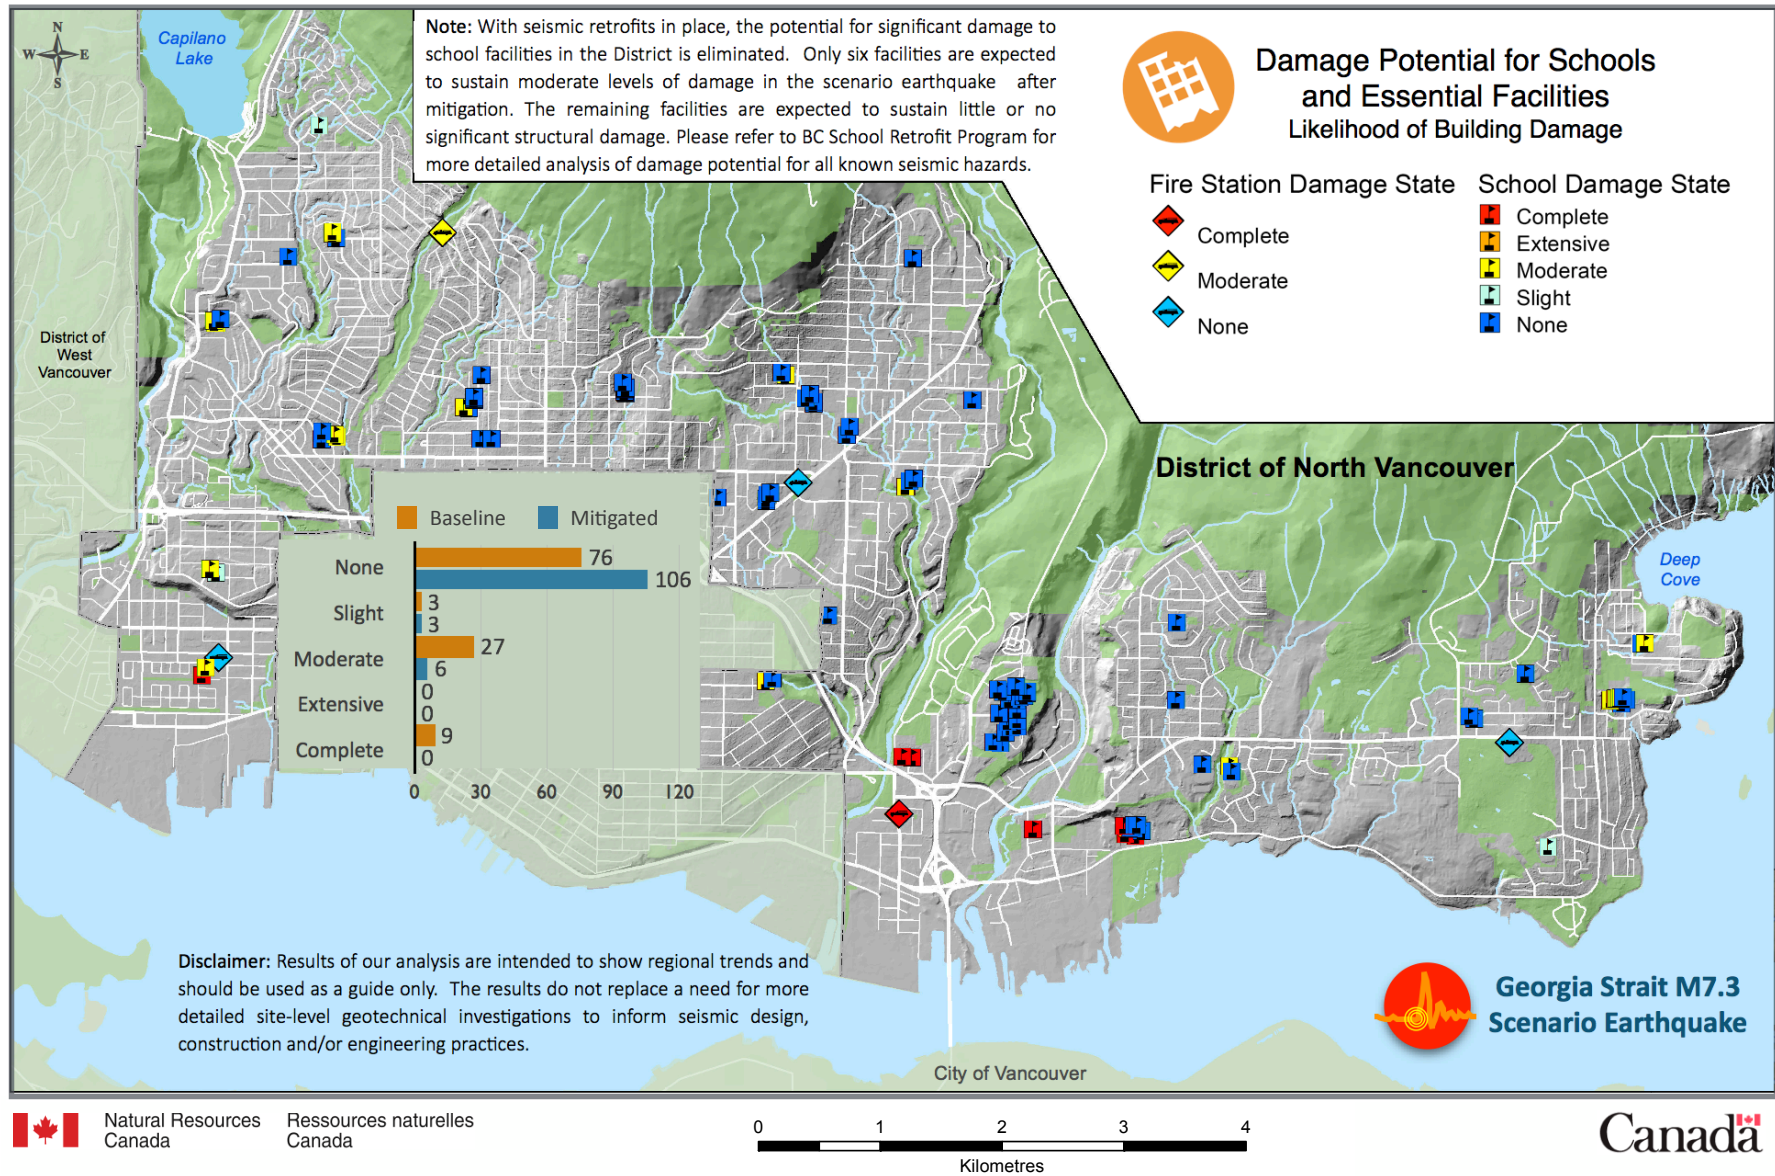 N
W E
S
Capilano
Lake
Note: With seismic retrofits in place, the potential for significant damage to
school facilities in the District is eliminated. Only six facilities are expected
to sustain moderate levels of damage in the scenario earthquake after
mitigation. The remaining facilities are expected to sustain little or no
significant structural damage. Please refer to BC School Retrofit Program for
more detailed analysis of damage potential for all known seismic hazards.
Damage Potential for Schools
and Essential Facilities
Likelihood of Building Damage
Fire Station Damage State
Complete
Moderate
None
School Damage State
Complete
Extensive
Moderate
Slight
None
District of
West
Vancouver
District of North Vancouver
Deep
Cove
Baseline Mitigated
None 76
106
Slight 3
3
Moderate 27
6
Extensive 0
0
Complete 9
0
0 30 60 90 120
Disclaimer: Results of our analysis are intended to show regional trends and
should be used as a guide only. The results do not replace a need for more
detailed site-level geotechnical investigations to inform seismic design,
construction and/or engineering practices.
Georgia Strait M7.3
Scenario Earthquake
City of Vancouver
Natural Resources
Canada
Ressources naturelles
Canada
0 1 2 3 4
Kilometres
Canada